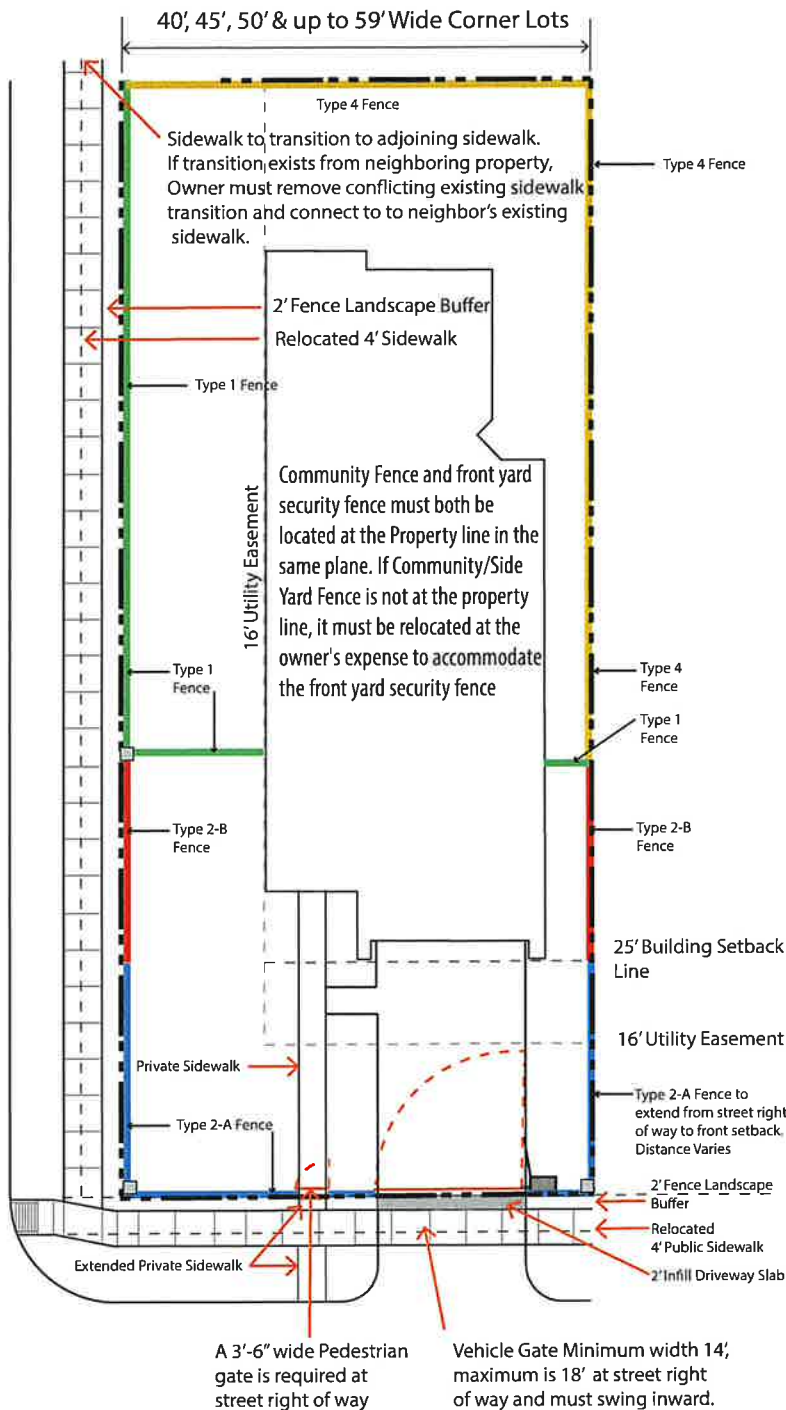 40', 45', 50' & up to 59' Wide Corner Lots
Type 4 Fence
Sidewalk to transition to adjoining sidewalk.
If transition exists from neighboring property,
Owner must remove conflicting existing sidewalk
transition and connect to to neighbor's existing
sidewalk.
Type 4 Fence
2' Fence Landscape Buffer
Relocated 4' Sidewalk
Type 1 Fence
16' Utility Easement
Community Fence and front yard
security fence must both be
located at the Property line in the
same plane. If Community/Side
Yard Fence is not at the property
line, it must be relocated at the
owner's expense to accommodate
the front yard security fence
Type 1
Fence
Type 4
Fence
Type 1
Fence
Type 2-B
Fence
Type 2-B
Fence
25' Building Setback
Line
16' Utility Easement
Private Sidewalk
Type 2-A Fence
Type 2-A Fence to
extend from street right
of way to front setback,
Distance Varies
2' Fence Landscape
Buffer
Relocated
4' Public Sidewalk
Extended Private Sidewalk
2' Infill Driveway Slab
A 3'-6" wide Pedestrian
gate is required at
street right of way
Vehicle Gate Minimum width 14',
maximum is 18' at street right
of way and must swing inward.